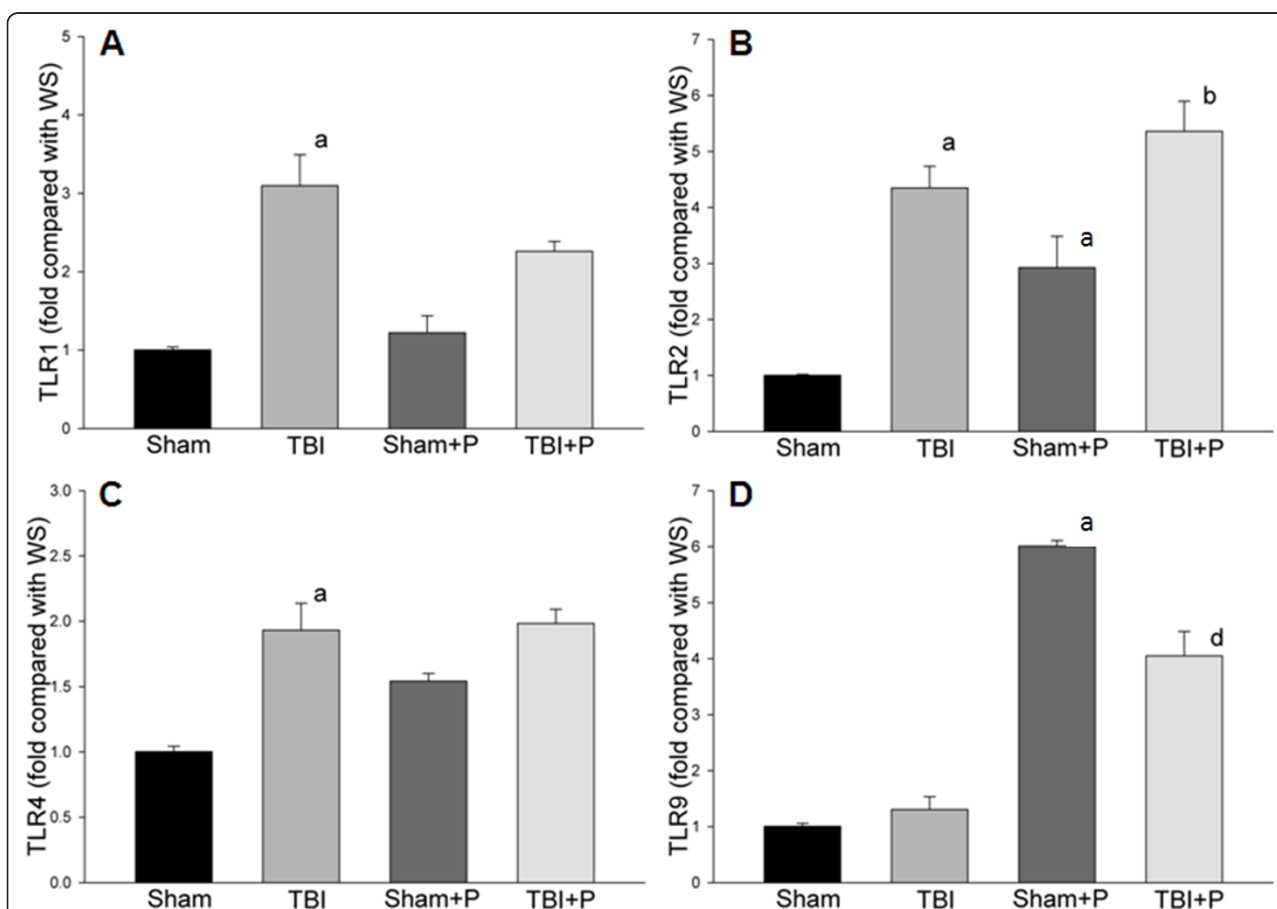 A
TLR1 (fold compared with WS)
5
4
3
2
1
0
a
Sham TBI Sham+P TBI+P
B
TLR2 (fold compared with WS)
7
6
5
4
3
2
1
0
a
a
b
Sham TBI Sham+P TBI+P
C
TLR4 (fold compared with WS)
3.0
2.5
2.0
1.5
1.0
0.5
0.0
a
Sham TBI Sham+P TBI+P
D
TLR9 (fold compared with WS)
7
6
5
4
3
2
1
0
a
d
Sham TBI Sham+P TBI+P